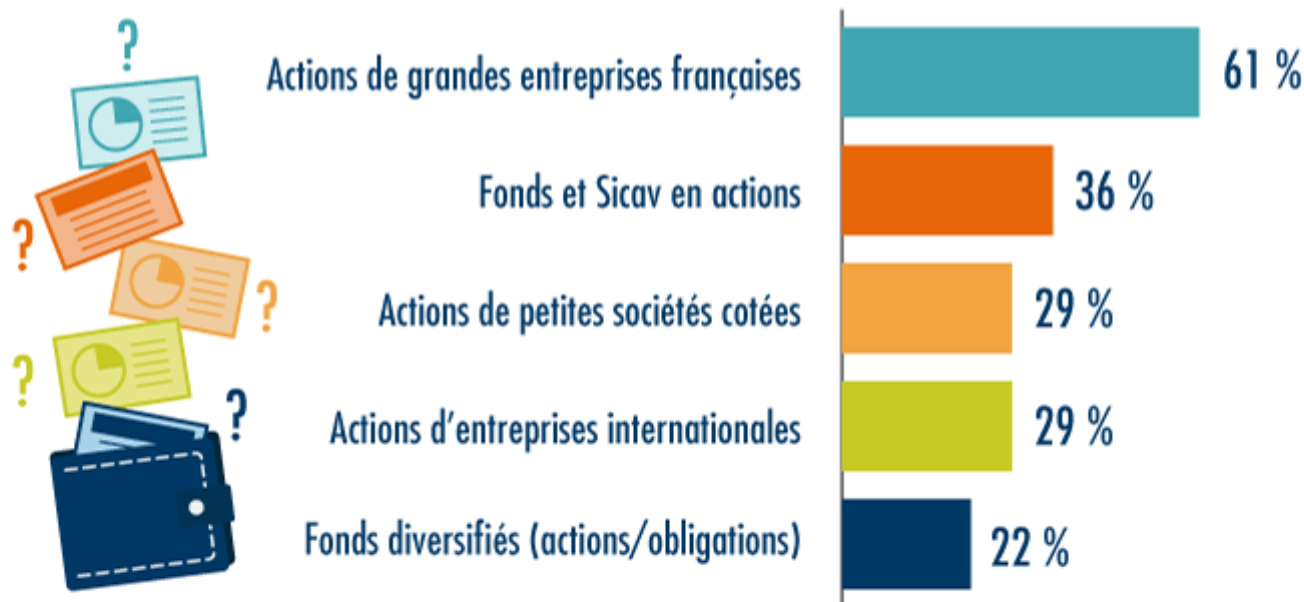 ?
Actions de grandes entreprises françaises 61 %
Fonds et Sicav en actions 36 %
?
Actions de petites sociétés cotées 29 %
?
?
Actions d’entreprises internationales 29 %
?
Fonds diversifiés (actions/obligations) 22 %